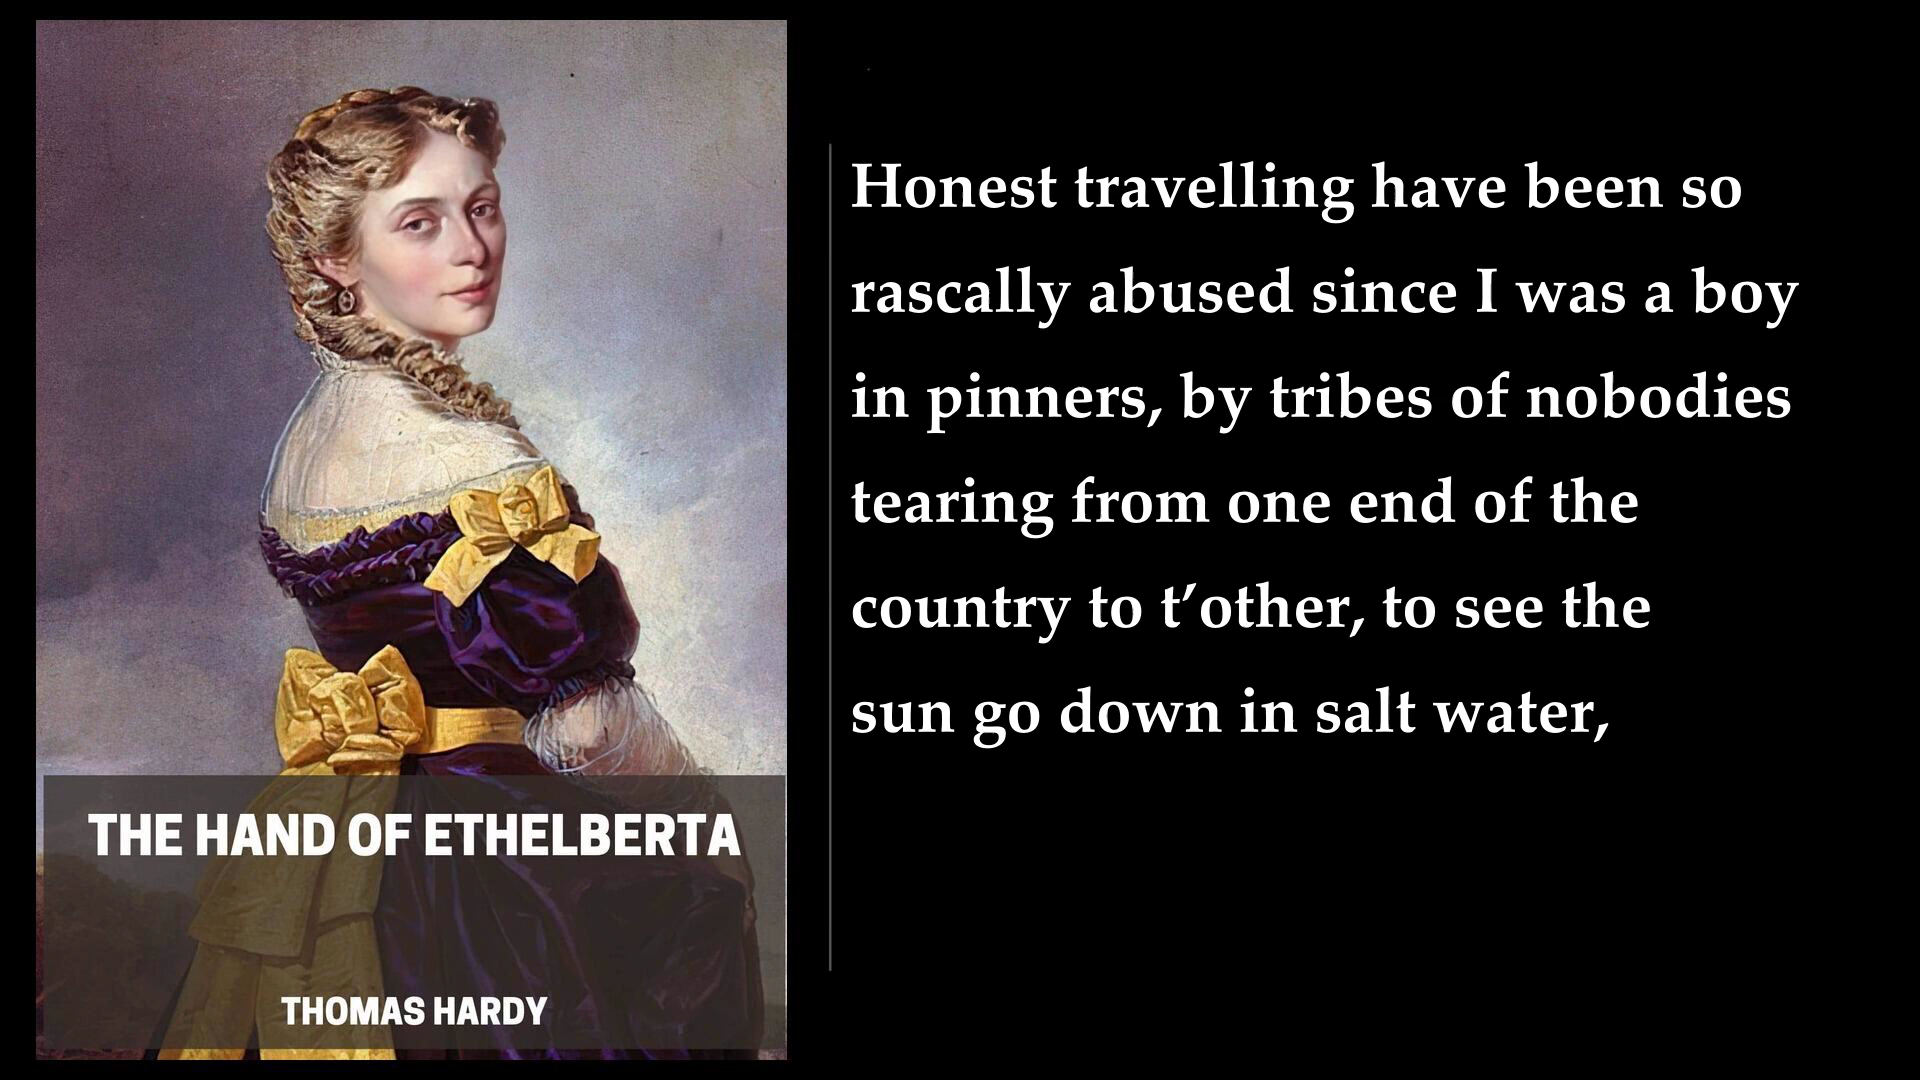 THE HAND OF ETHELBERTA
THOMAS HARDY
Honest travelling have been so
rascally abused since I was a boy
in pinners, by tribes of nobodies
tearing from one end of the
country to t’other, to see the
sun go down in salt water,